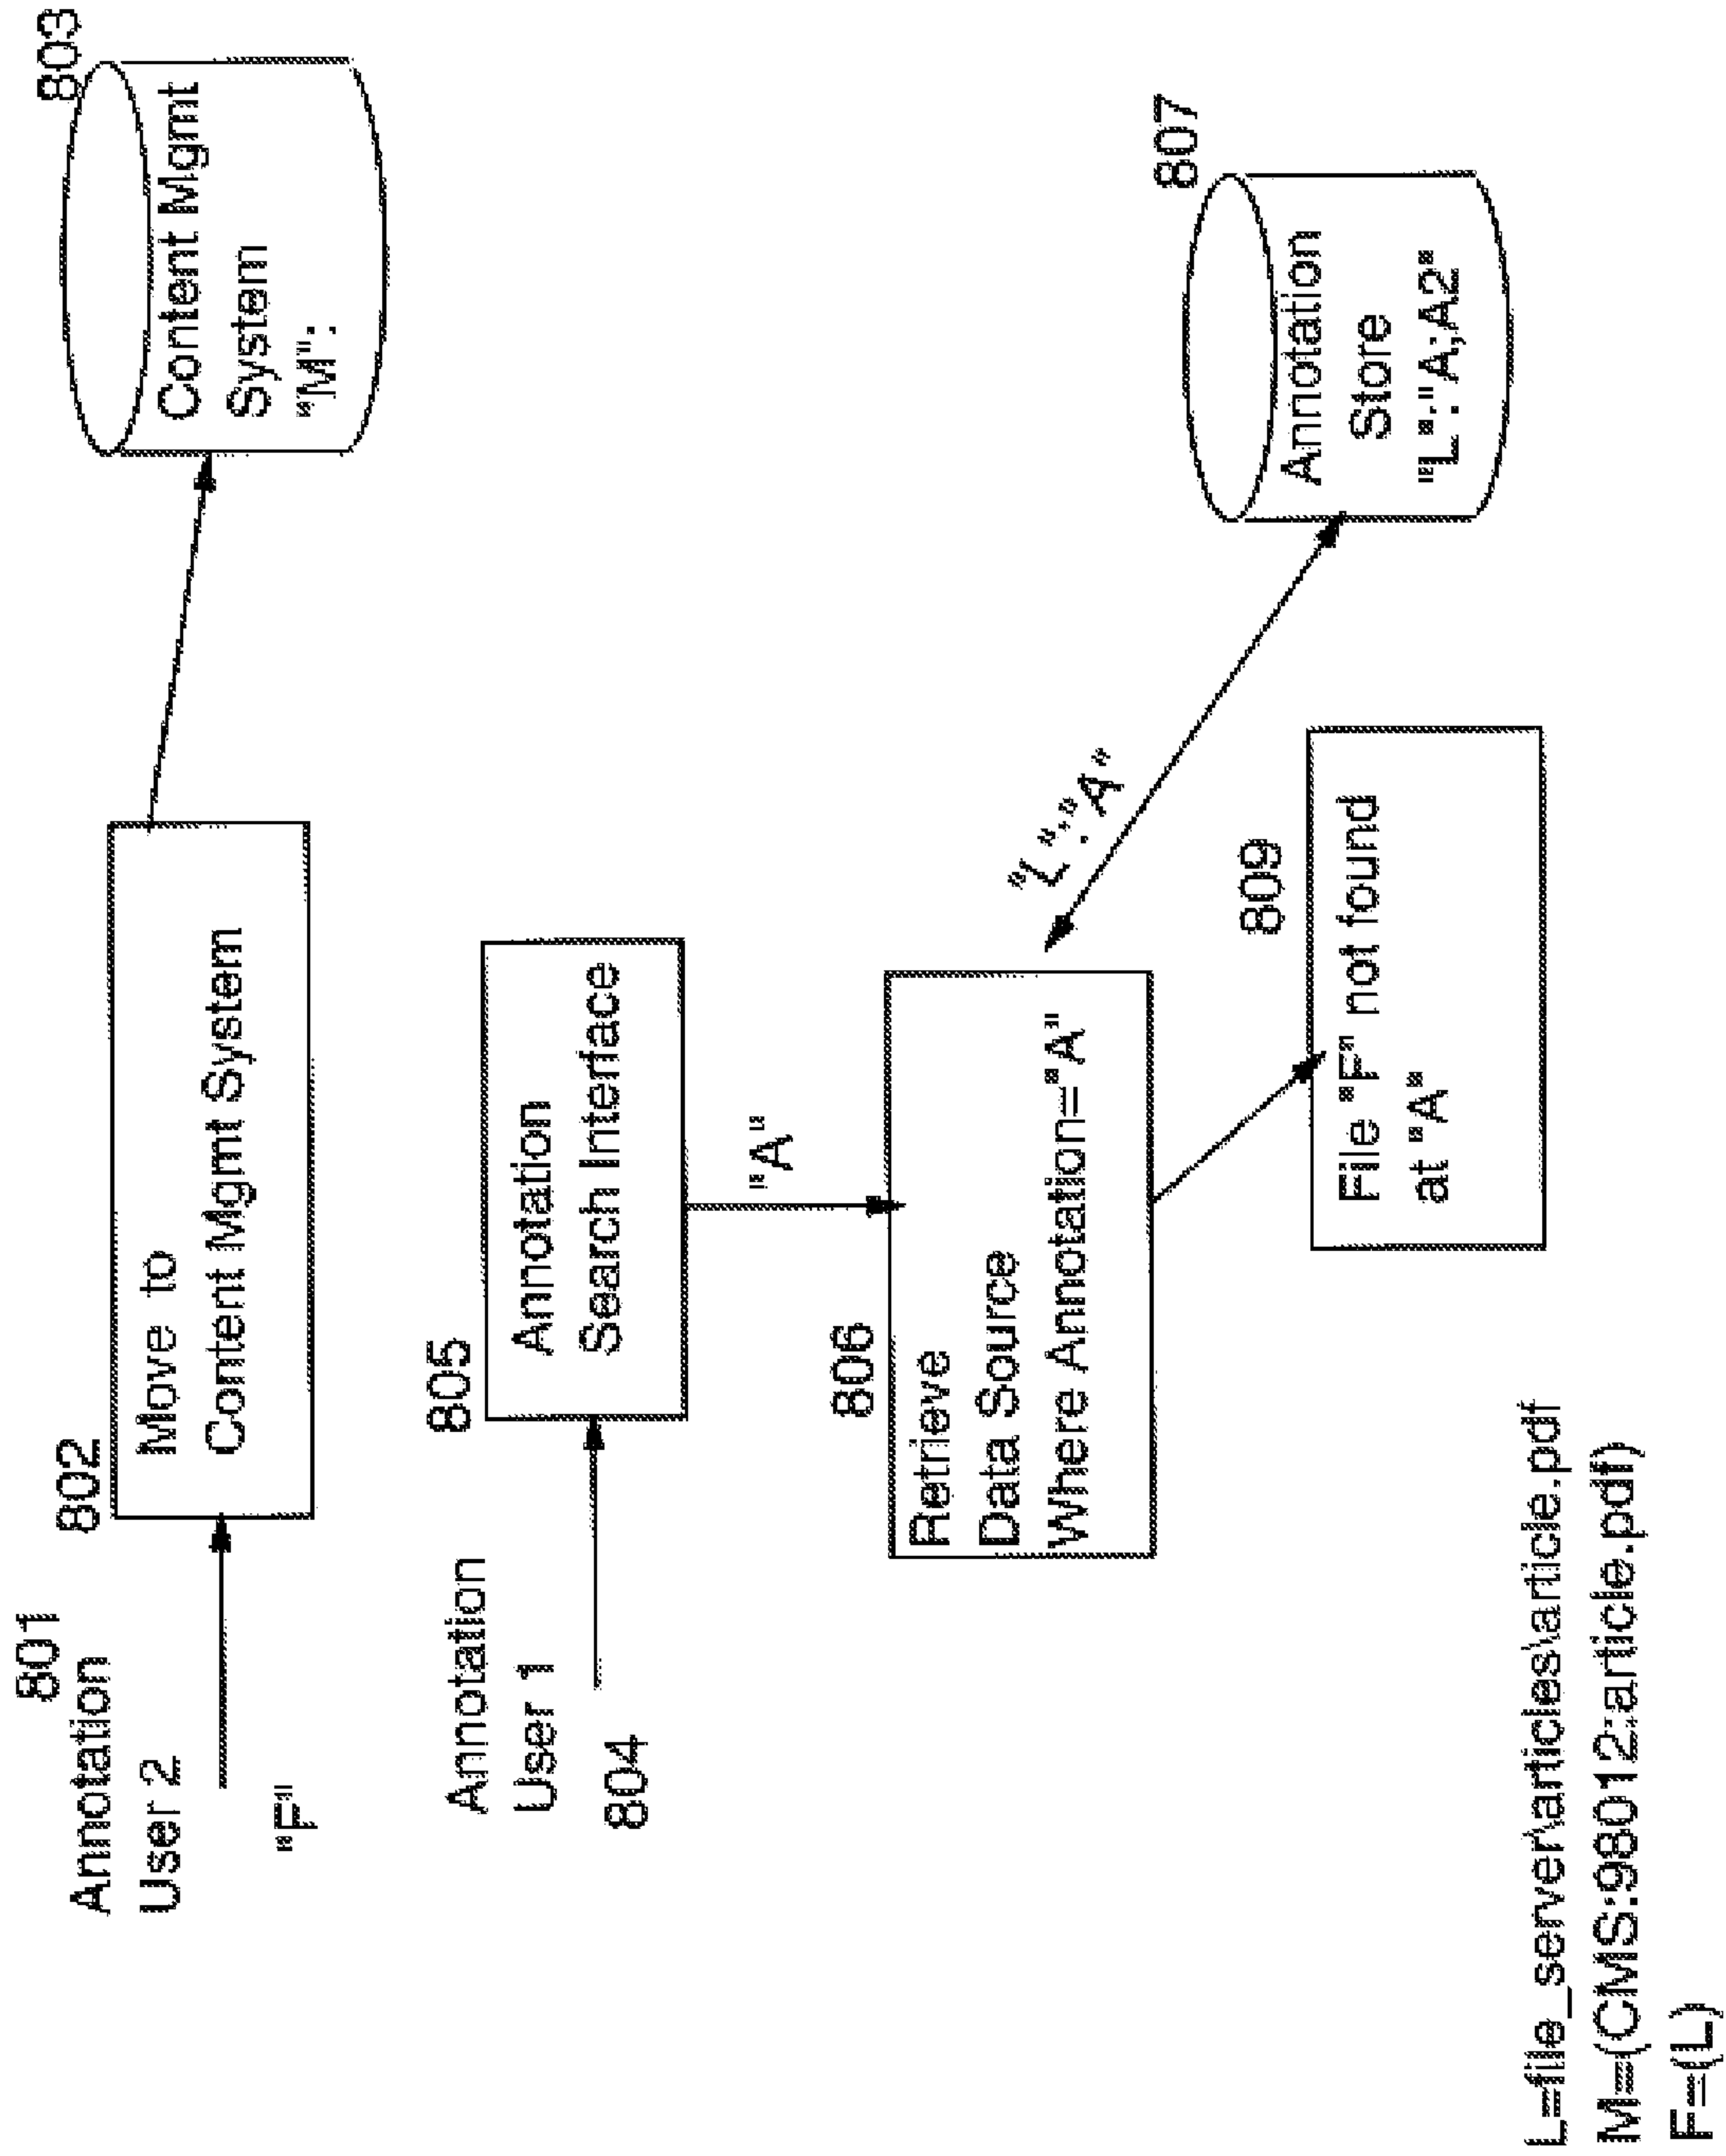 801
Annotation
User 2
"F"
802
Move to
Content Mgmt System
803
Content Mgmt
System
"M":
Annotation
User 1
804
805
Annotation
Search Interface
"A"
806
Retrieve
Data Source
Where Annotation="A"
"L":"A"
807
Annotation
Store
"L":"A;A2"
809
File "F" not found
at "A"
L=file_server\articles\article.pdf
M=(CMS:98012:article.pdf)
F=(L)